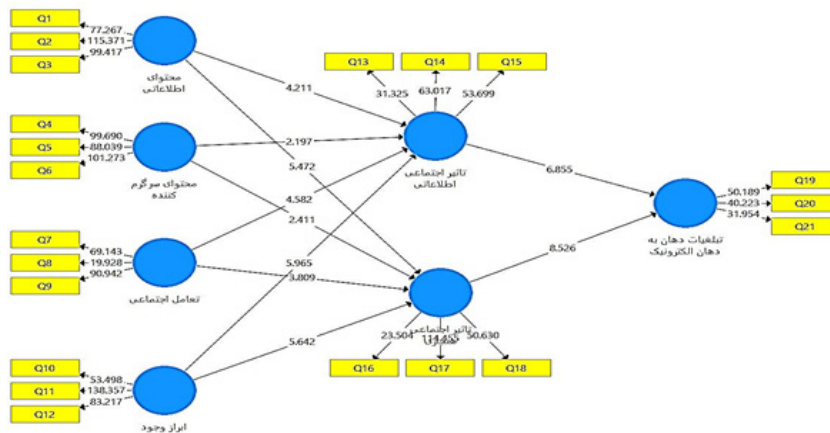 Q1
77.267
Q2
115.371
Q3
99.417
محتوای
اطلاعاتی
Q4
99.690
Q5
88.039
Q6
101.273
محتوای سرگرم
کننده
Q7
69.143
Q8
19.928
Q9
90.942
تعامل اجتماعی
Q10
53.498
Q11
138.357
Q12
83.217
ابراز وجود
4.211
2.197
5.472
4.582
2.411
5.965
3.809
5.642
Q13
Q14
Q15
31.325
63.017
53.699
تاثیر اجتماعی
اطلاعاتی
تاثیر اجتماعی
23.504
114.455
50.630
Q16
Q17
Q18
6.855
8.526
تبلغیات دهان به
دهان الکترونیک
50.189
Q19
40.223
Q20
31.954
Q21